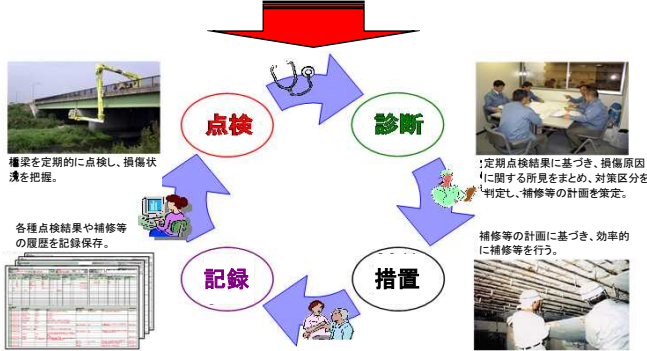 点検
診断
橋梁を定期的に点検し、損傷状
況を把握。
定期点検結果に基づき、損傷原因
に関する所見をまとめ、対策区分を
判定し、補修等の計画を策定。
各種点検結果や補修等
の履歴を記録保存。
記録
措置
補修等の計画に基づき、効率的
に補修等を行う。